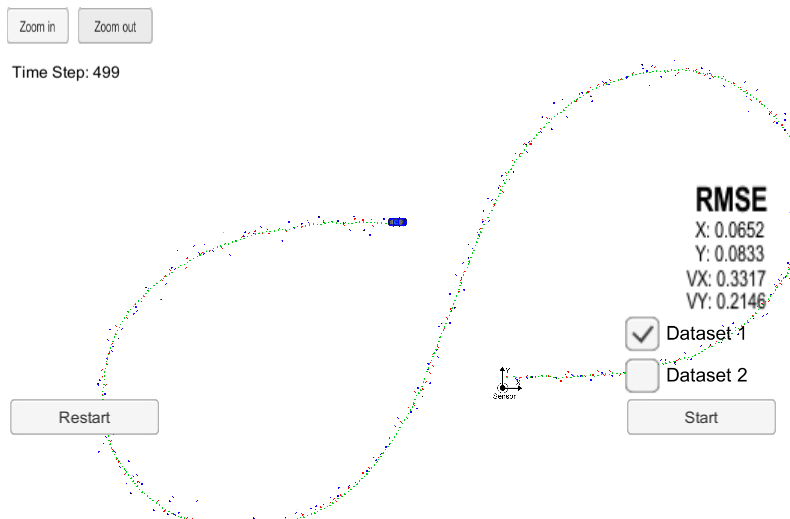 Zoom in
Zoom out
Time Step: 499
RMSE
X: 0.0652
Y: 0.0833
VX: 0.3317
VY: 0.2146
Dataset 1
Y
X
Sensor
Dataset 2
Restart
Start